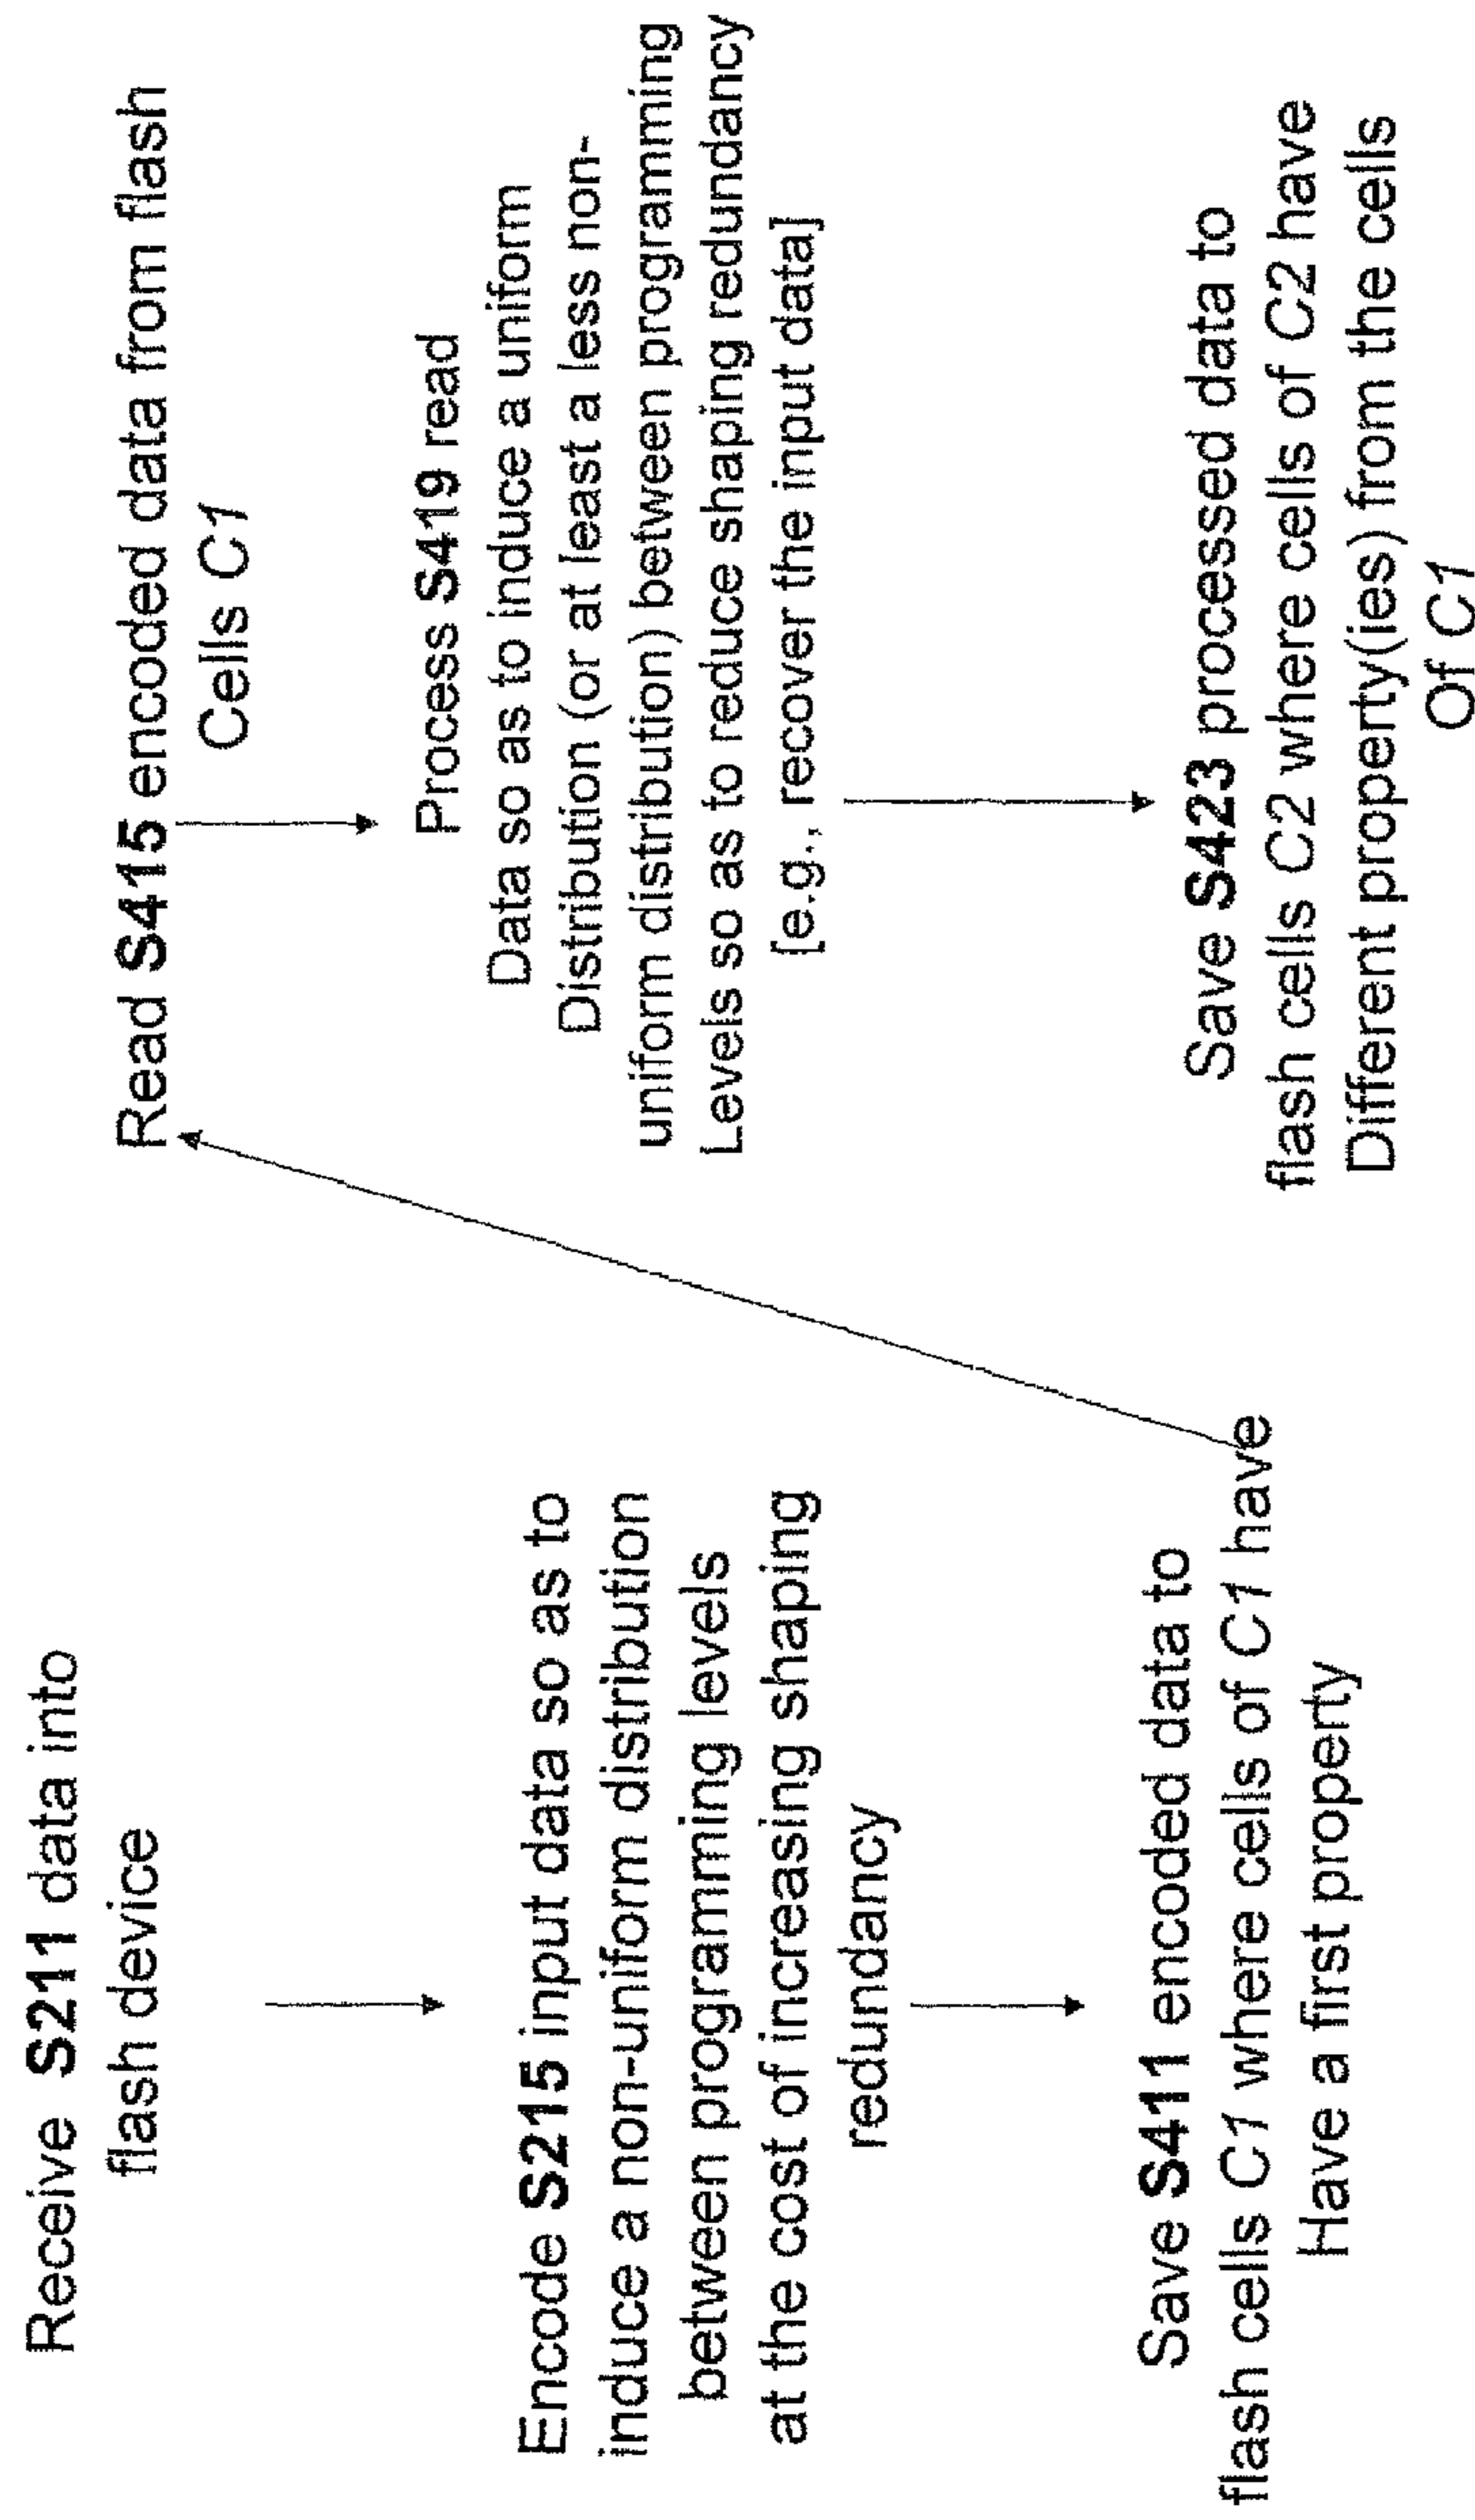 Receive S211 data into
flash device
Encode S215 input data so as to
induce a non-uniform distribution
between programming levels
at the cost of increasing shaping
redundancy
Save S411 encoded data to
flash cells C1 where cells of C1 have
Have a first property
Read S415 encoded data from flash
Cells C1
Process S419 read
Data so as to induce a uniform
Distribution (or at least a less non-
uniform distribution) between programming
Levels so as to reduce shaping redundancy
[e.g., recover the input data]
Save S423 processed data to
flash cells C2 where cells of C2 have
Different property(ies) from the cells
Of C1